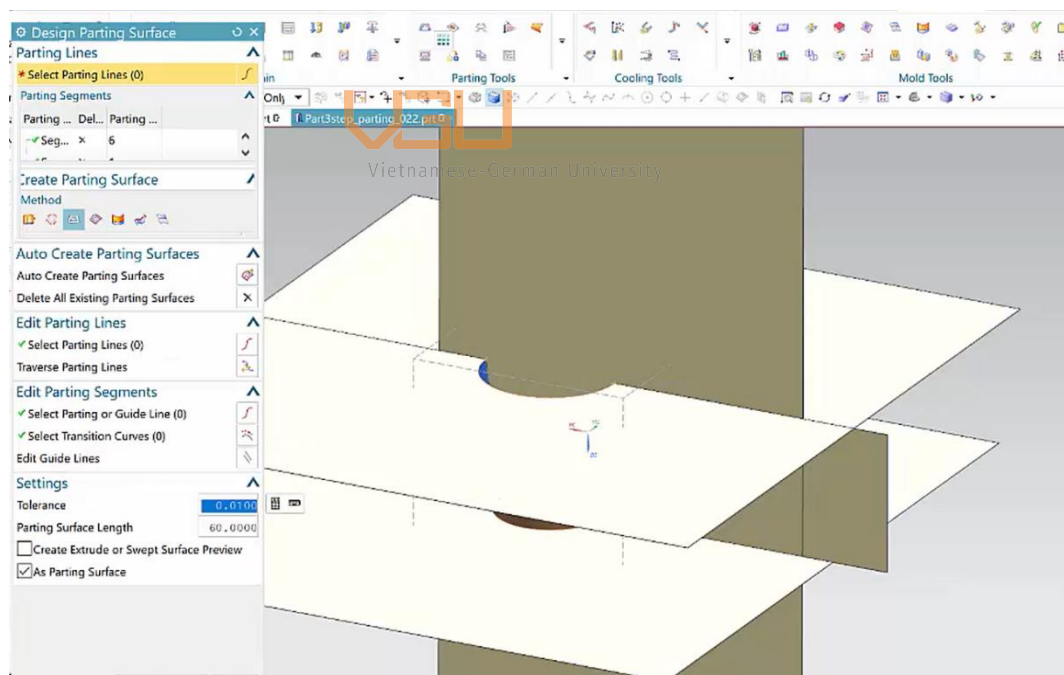 Design Parting Surface
Parting Lines
* Select Parting Lines (0)
Parting Segments
Parting ... Del... Parting ...
Seg... 6
Create Parting Surface
Method
Auto Create Parting Surfaces
Auto Create Parting Surfaces
Delete All Existing Parting Surfaces
Edit Parting Lines
Select Parting Lines (0)
Traverse Parting Lines
Edit Parting Segments
Select Parting or Guide Line (0)
Select Transition Curves (0)
Edit Guide Lines
Settings
Tolerance 0.0100
Parting Surface Length 60.0000
Create Extrude or Swept Surface Preview
As Parting Surface
Parting Tools
Cooling Tools
Mold Tools
Part3step_parting_022.prt
VGU
Vietnamese-German University